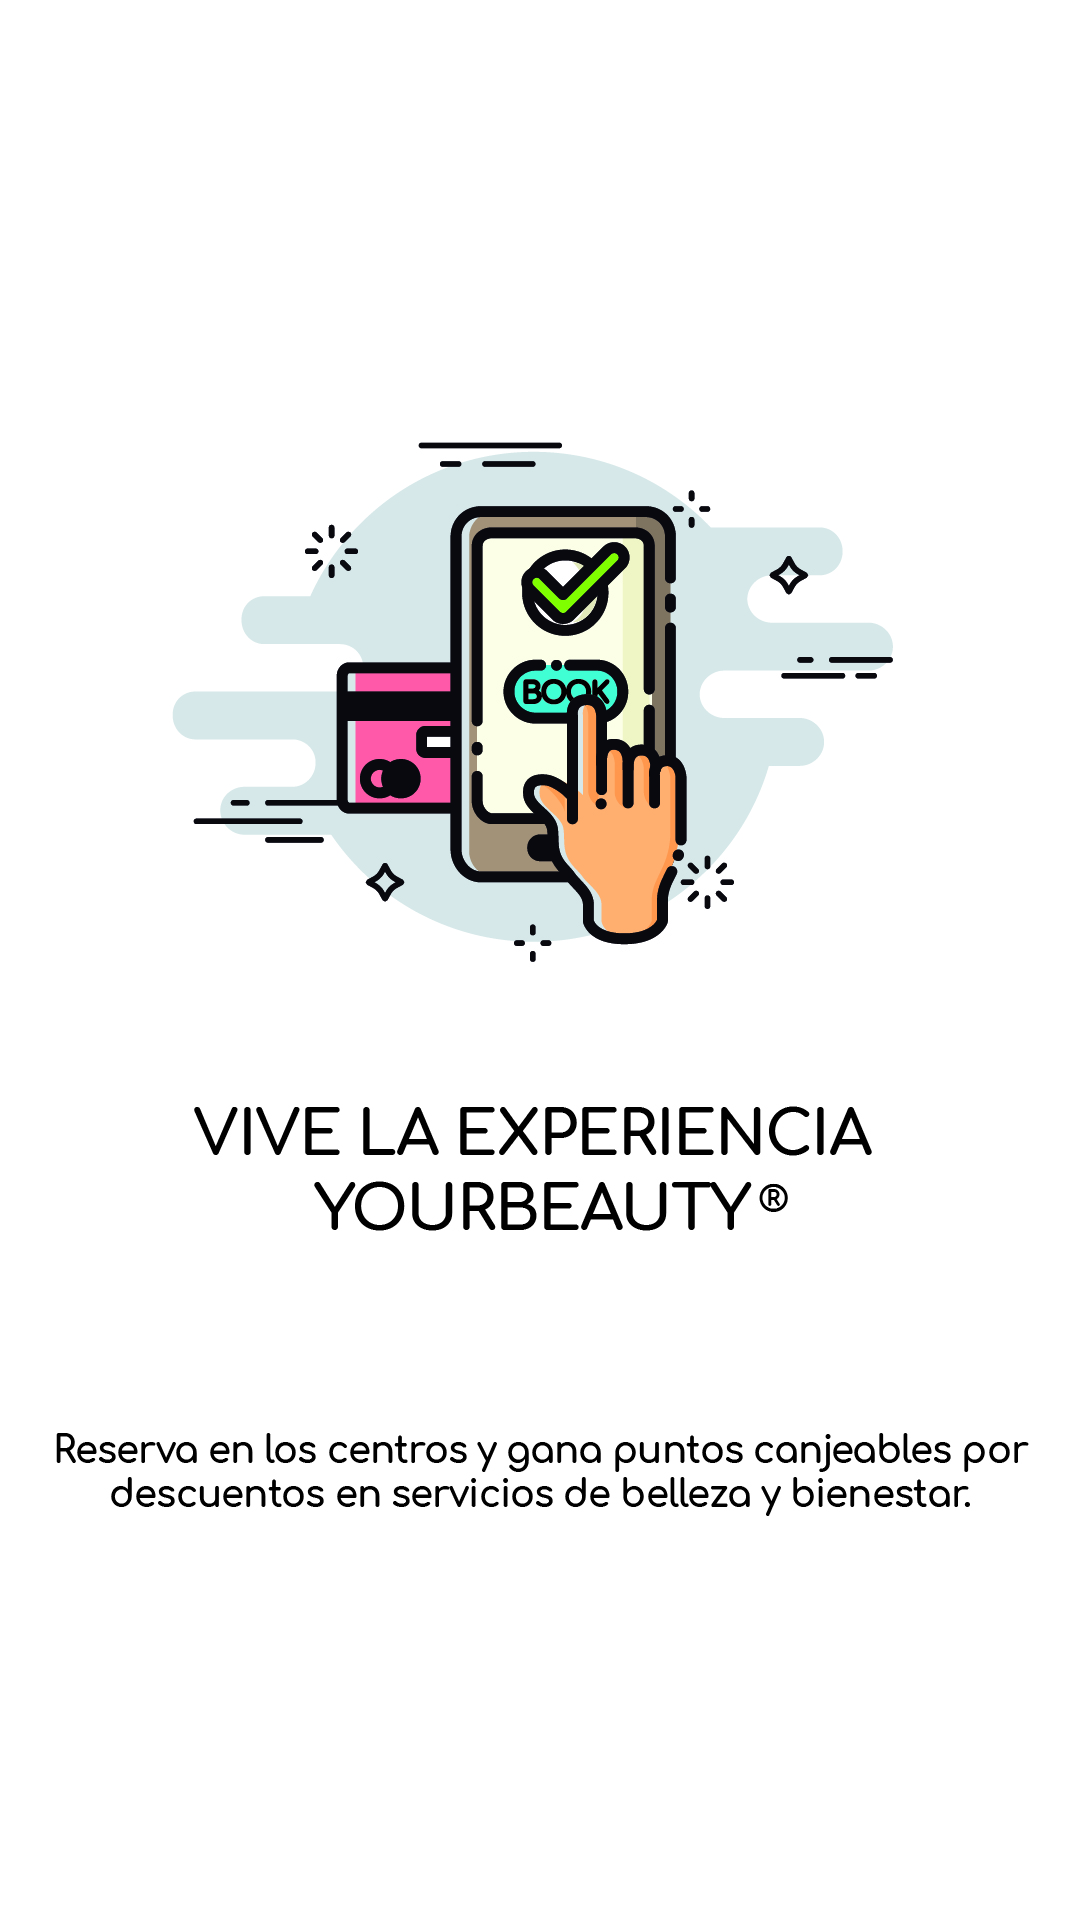 BOOK
VIVE LA EXPERIENCIA
YOURBEAUTY®
Reserva en los centros y gana puntos canjeables por
descuentos en servicios de belleza y bienestar.